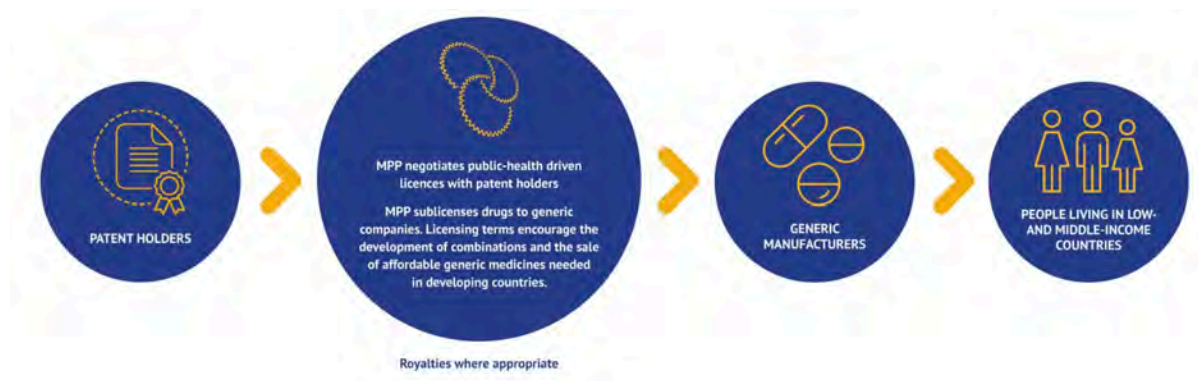 PATENT HOLDERS
MPP negotiates public-health driven
licences with patent holders
MPP sublicenses drugs to generic
companies. Licensing terms encourage the
development of combinations and the sale
of affordable generic medicines needed
in developing countries.
Royalties where appropriate
GENERIC
MANUFACTURERS
PEOPLE LIVING IN LOW-
AND MIDDLE-INCOME
COUNTRIES